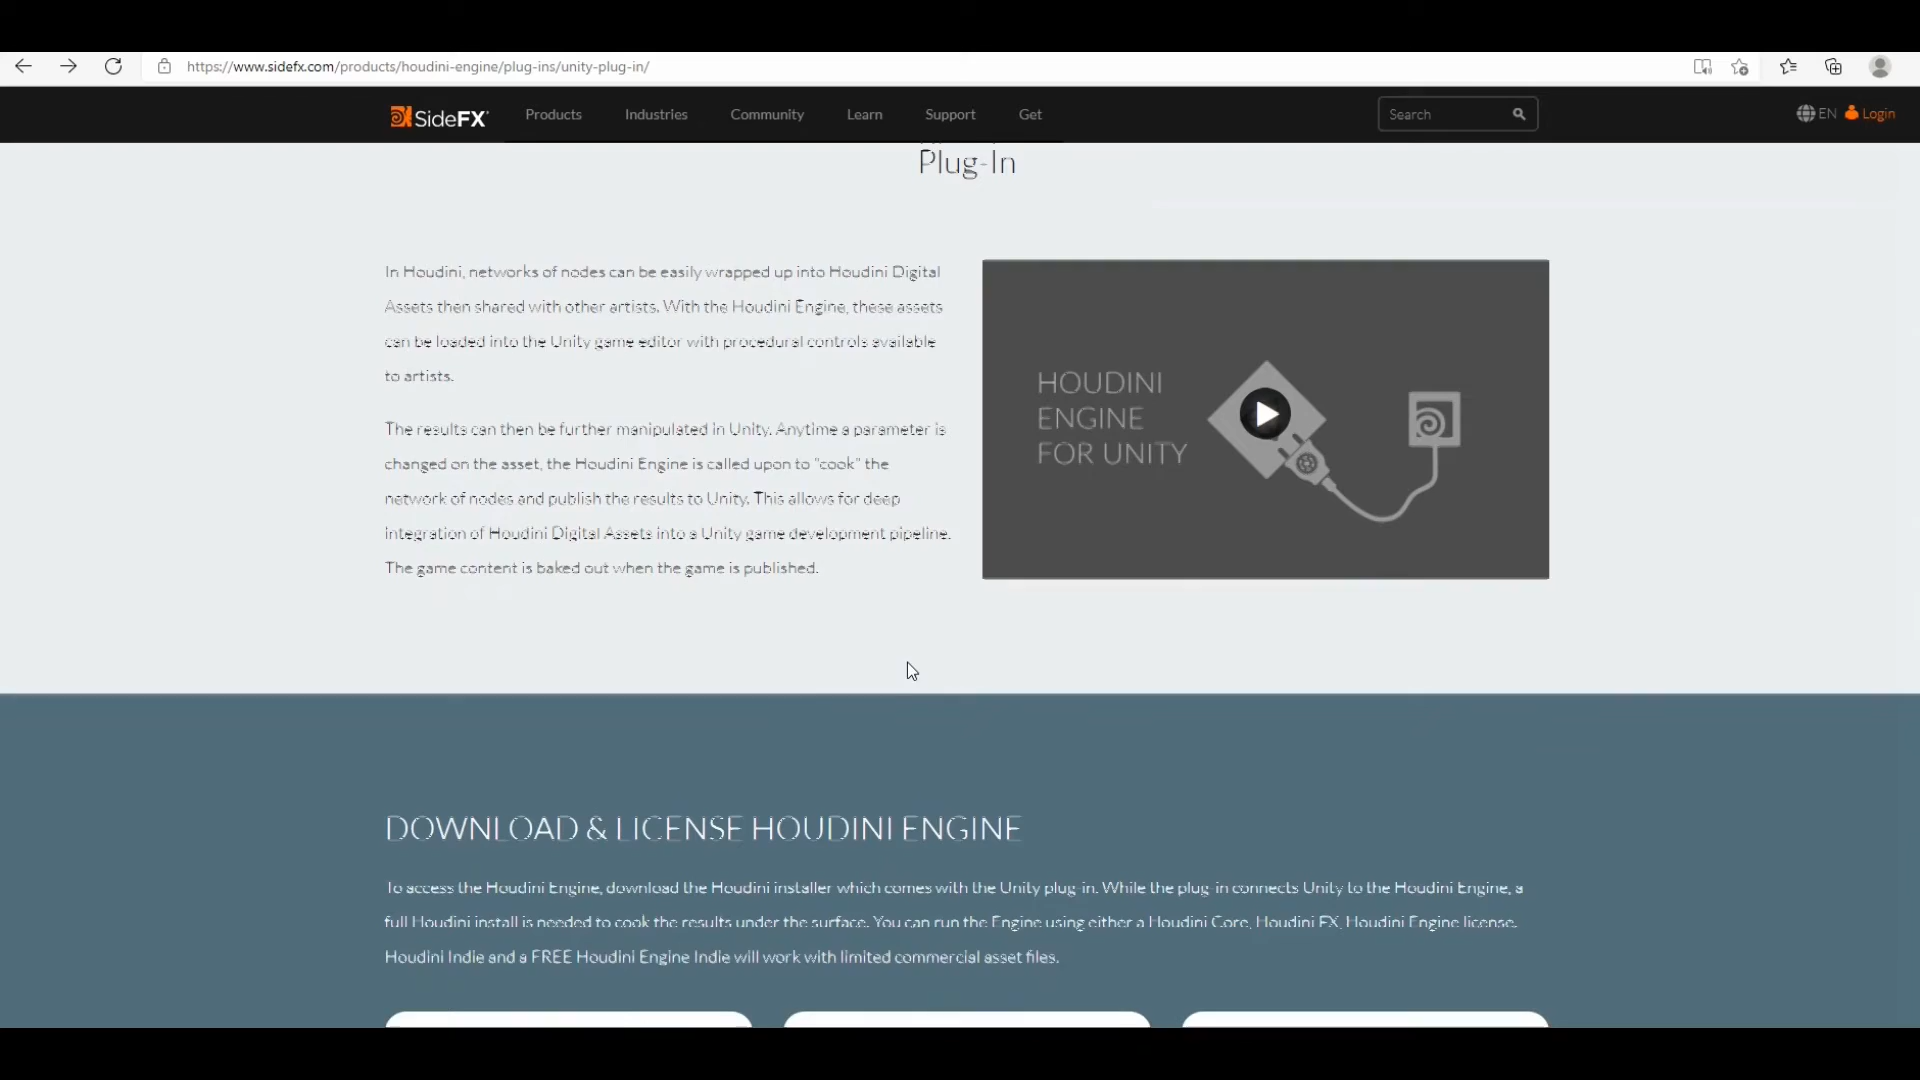 https://www.sidefx.com/products/houdini-engine/plug-ins/unity-plug-in/
SideFX Products Industries Community Learn Support Get Search EN Login
Plug-In
In Houdini, networks of nodes can be easily wrapped up into Houdini Digital
Assets then shared with other artists. With the Houdini Engine, these assets
can be loaded into the Unity game editor with procedural controls available
to artists.
The results can then be further manipulated in Unity. Anytime a parameter is
changed on the asset, the Houdini Engine is called upon to “cook” the
network of nodes and publish the results to Unity. This allows for deep
integration of Houdini Digital Assets into a Unity game development pipeline.
The game content is baked out when the game is published.
HOUDINI
ENGINE
FOR UNITY
DOWNLOAD & LICENSE HOUDINI ENGINE
To access the Houdini Engine, download the Houdini installer which comes with the Unity plug-in. While the plug-in connects Unity to the Houdini Engine, a
full Houdini install is needed to cook the results under the surface. You can run the Engine using either a Houdini Core, Houdini FX, Houdini Engine license.
Houdini Indie and a FREE Houdini Engine Indie will work with limited commercial asset files.